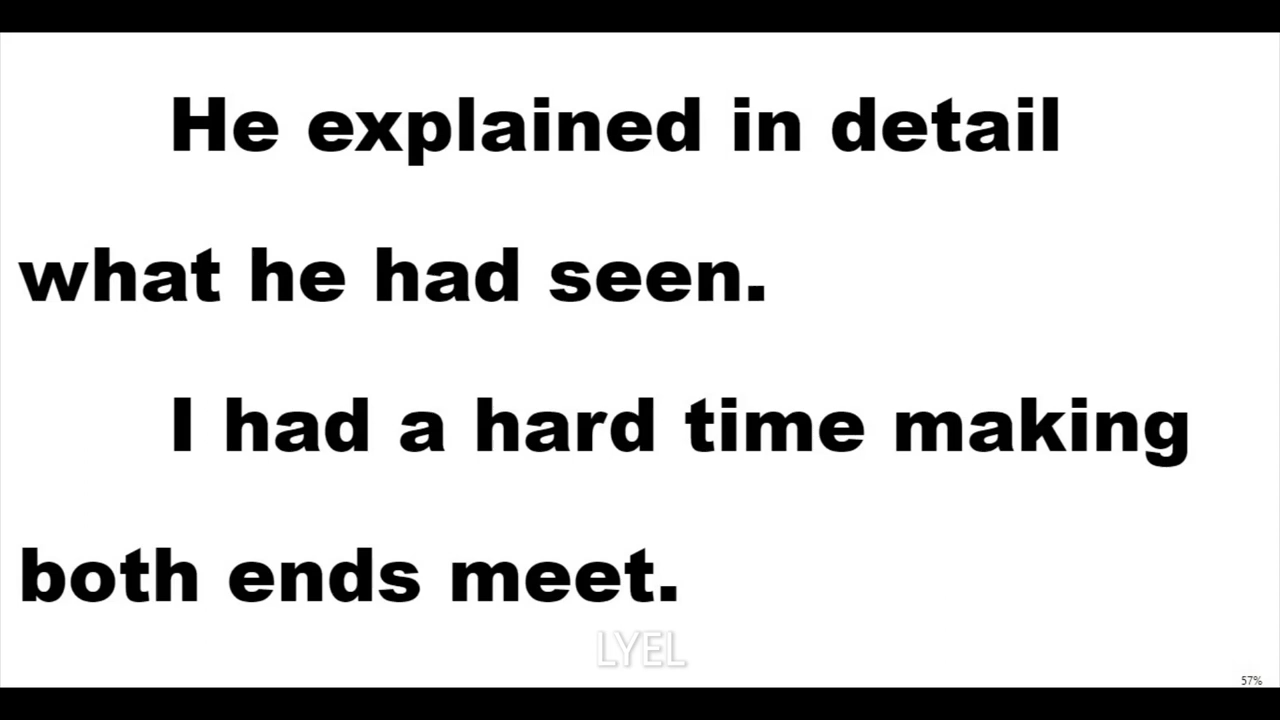 He explained in detail
what he had seen.
I had a hard time making
both ends meet.
LYEL
57%